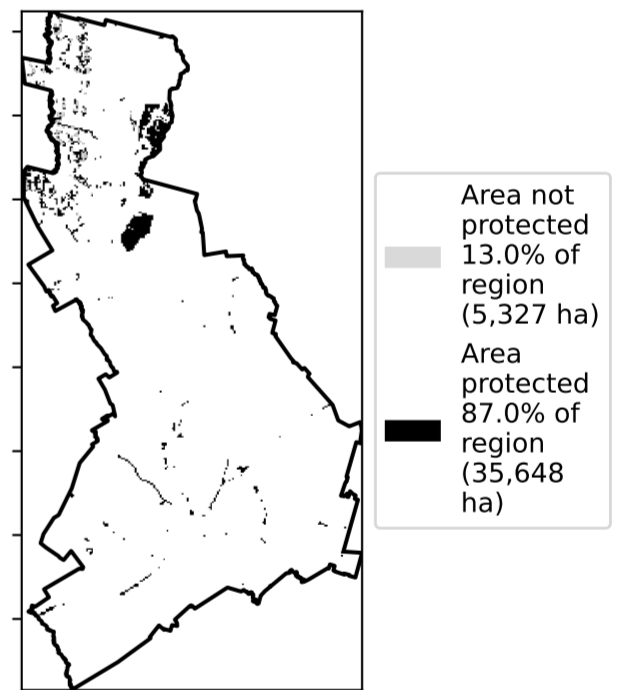 Area not
protected
13.0% of
region
(5,327 ha)
Area
protected
87.0% of
region
(35,648
ha)